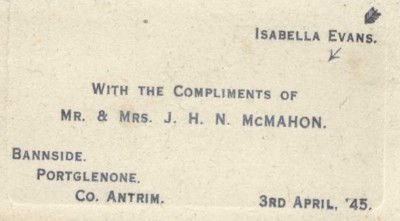 ISABELLA EVANS.
WITH THE COMPLIMENTS OF
MR. & MRS. J. H. N. McMAHON.
BANNSIDE.
PORTGLENONE.
CO. ANTRIM.
3RD APRIL, '45.